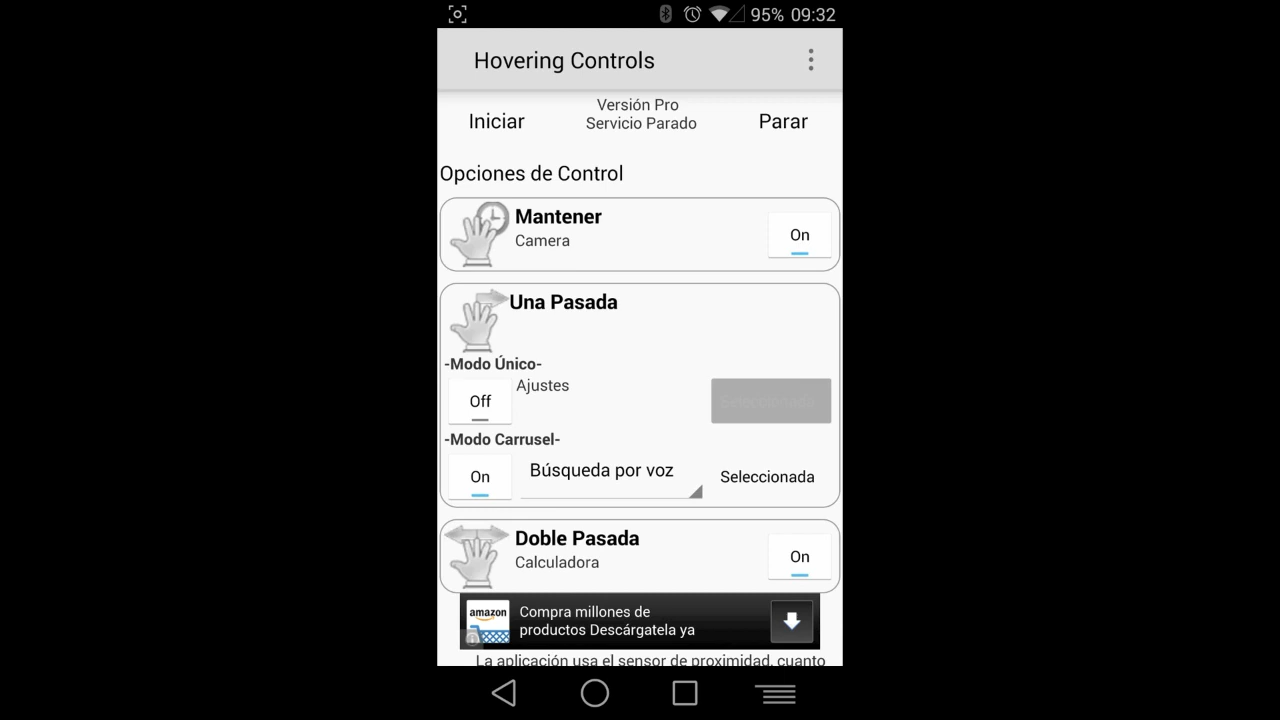 95% 09:32
Hovering Controls
Iniciar
Versión Pro
Servicio Parado
Parar
Opciones de Control
Mantener
Camera
On
Una Pasada
-Modo Único-
Ajustes
Off
-Modo Carrusel-
On
Búsqueda por voz
Seleccionada
Doble Pasada
Calculadora
On
amazon
Compra millones de
productos Descárgatela ya
La aplicación usa el sensor de proximidad, cuanto